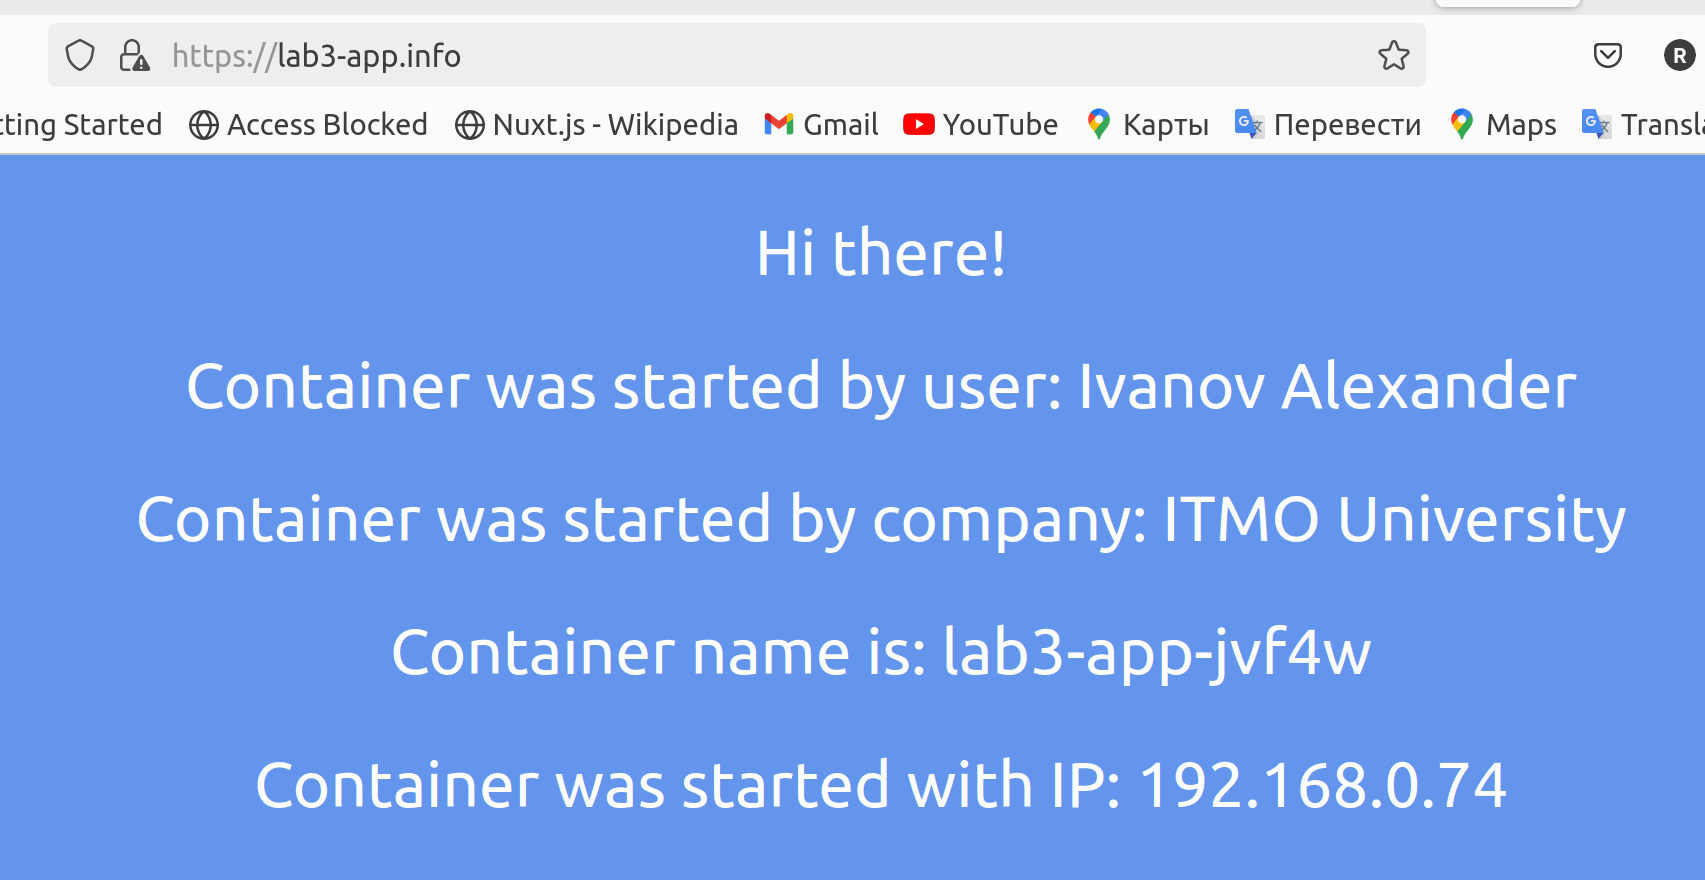 https://lab3-app.info
R
ting Started Access Blocked Nuxt.js - Wikipedia Gmail YouTube Карты Перевести Maps Transla
Hi there!
Container was started by user: Ivanov Alexander
Container was started by company: ITMO University
Container name is: lab3-app-jvf4w
Container was started with IP: 192.168.0.74